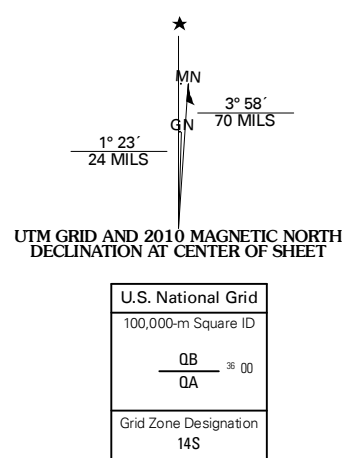 MN
3° 58´
70 MILS
GN
1° 23´
24 MILS
UTM GRID AND 2010 MAGNETIC NORTH
DECLINATION AT CENTER OF SHEET
U.S. National Grid
100,000-m Square ID
QB
36 00
QA
Grid Zone Designation
14S